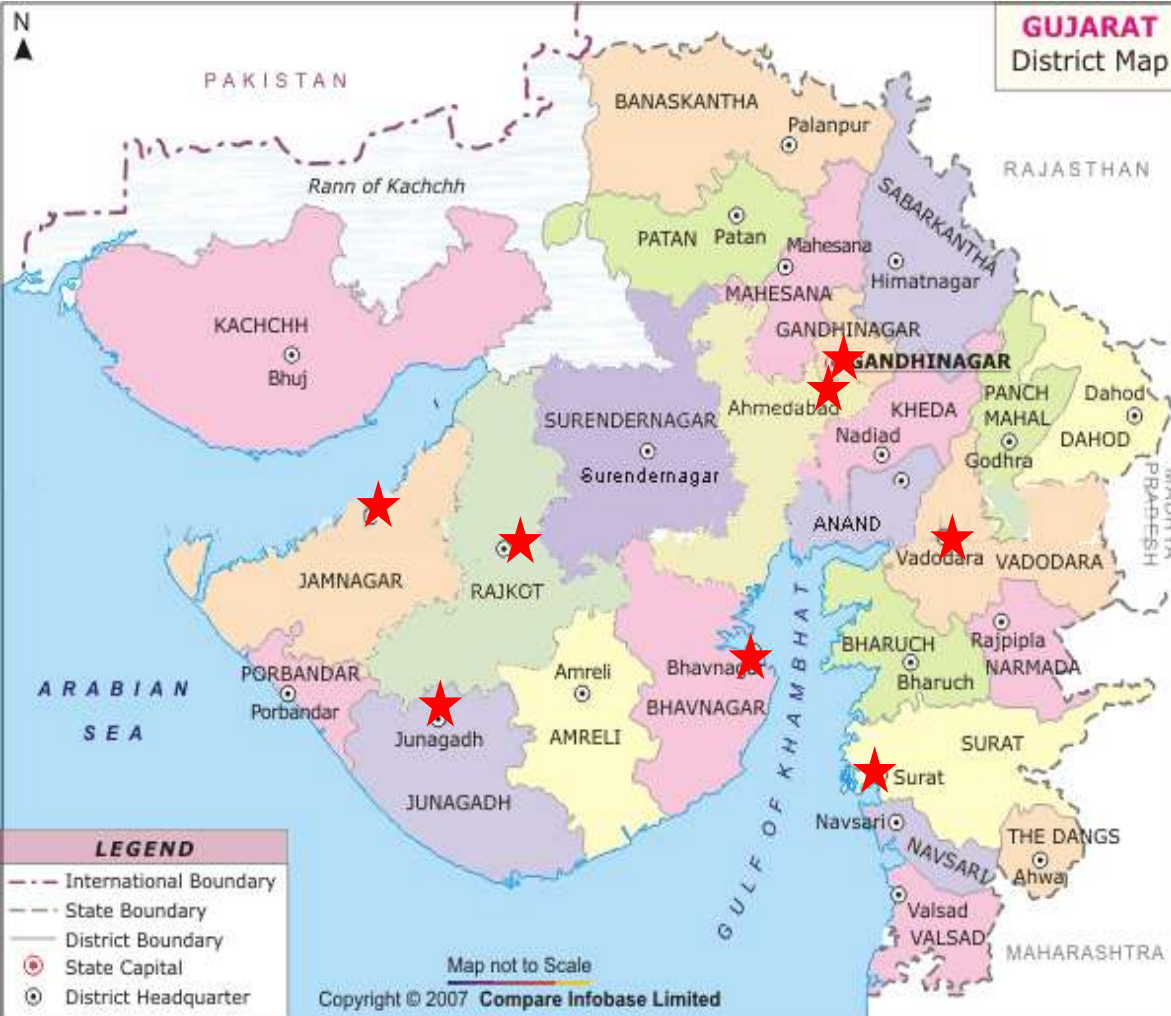 N
GUJARAT
District Map
PAKISTAN
RAJASTHAN
BANASKANTHA
Palanpur
Rann of Kachchh
SABARKANTHA
PATAN
Patan
Mahesana
Himatnagar
MAHESANA
KACHCHH
Bhuj
GANDHINAGAR
GANDHINAGAR
Ahmedabad
KHEDA
PANCH
MAHAL
Dahod
DAHOD
SURENDERNAGAR
Surendernagar
Nadiad
Godhra
PRADESH
ANAND
JAMNAGAR
RAJKOT
Vadodara
VADODARA
BHARUCH
Bharuch
Rajpipla
NARMADA
PORBANDAR
Porbandar
Amreli
AMRELI
Bhavnagar
BHAVNAGAR
ARABIAN
SEA
Junagadh
JUNAGADH
GULF OF KHAMBHAT
SURAT
Surat
Navsari
NAVSARI
THE DANGS
Ahwa
Valsad
VALSAD
MAHARASHTRA
LEGEND
International Boundary
State Boundary
District Boundary
State Capital
District Headquarter
Map not to Scale
Copyright © 2007 Compare Infobase Limited